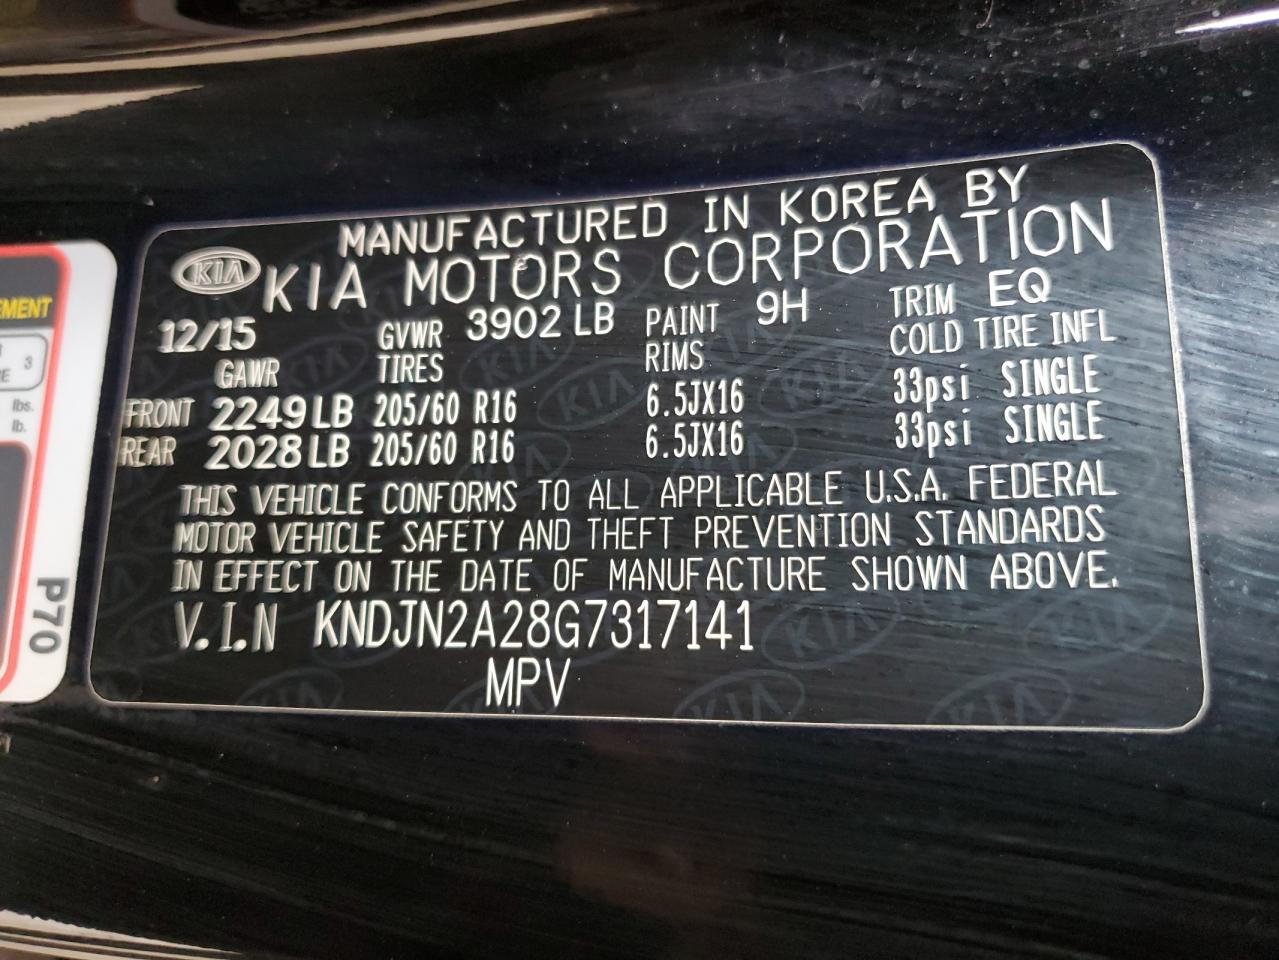 MANUFACTURED IN KOREA BY
KIA KIA MOTORS CORPORATION
12/15 GVWR 3902 LB PAINT 9H TRIM EQ
GAWR TIRES RIMS COLD TIRE INFL
FRONT 2249 LB 205/60 R16 6.5JX16 33psi SINGLE
REAR 2028 LB 205/60 R16 6.5JX16 33psi SINGLE
THIS VEHICLE CONFORMS TO ALL APPLICABLE U.S.A. FEDERAL
MOTOR VEHICLE SAFETY AND THEFT PREVENTION STANDARDS
IN EFFECT ON THE DATE OF MANUFACTURE SHOWN ABOVE.
V.I.N KNDJN2A28G7317141
MPV
3
lbs.
lb.
P70